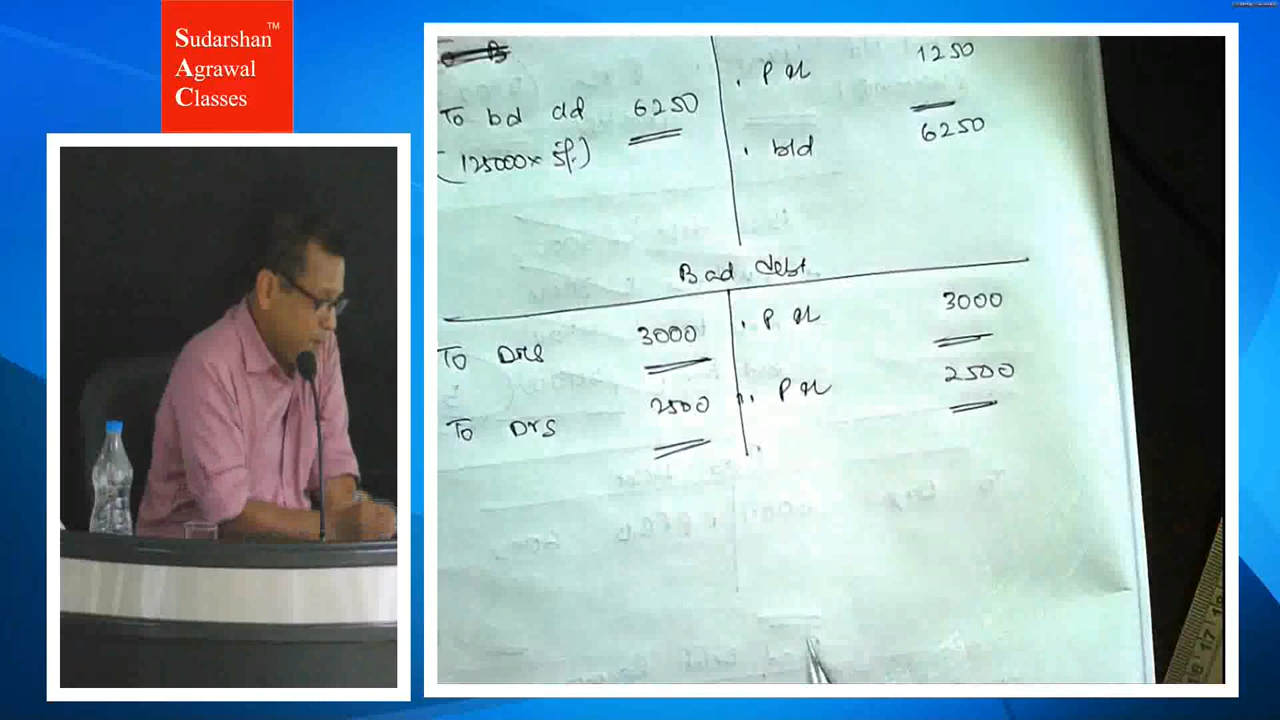 Sudarshan™
Agrawal
Classes
1250
. P &l
To bd dd 6250
6250
(125000 x 5%)
. b/d
Bad debt
To Drs 3000 . P &l 3000
To Drs 2500 . P &l 2500